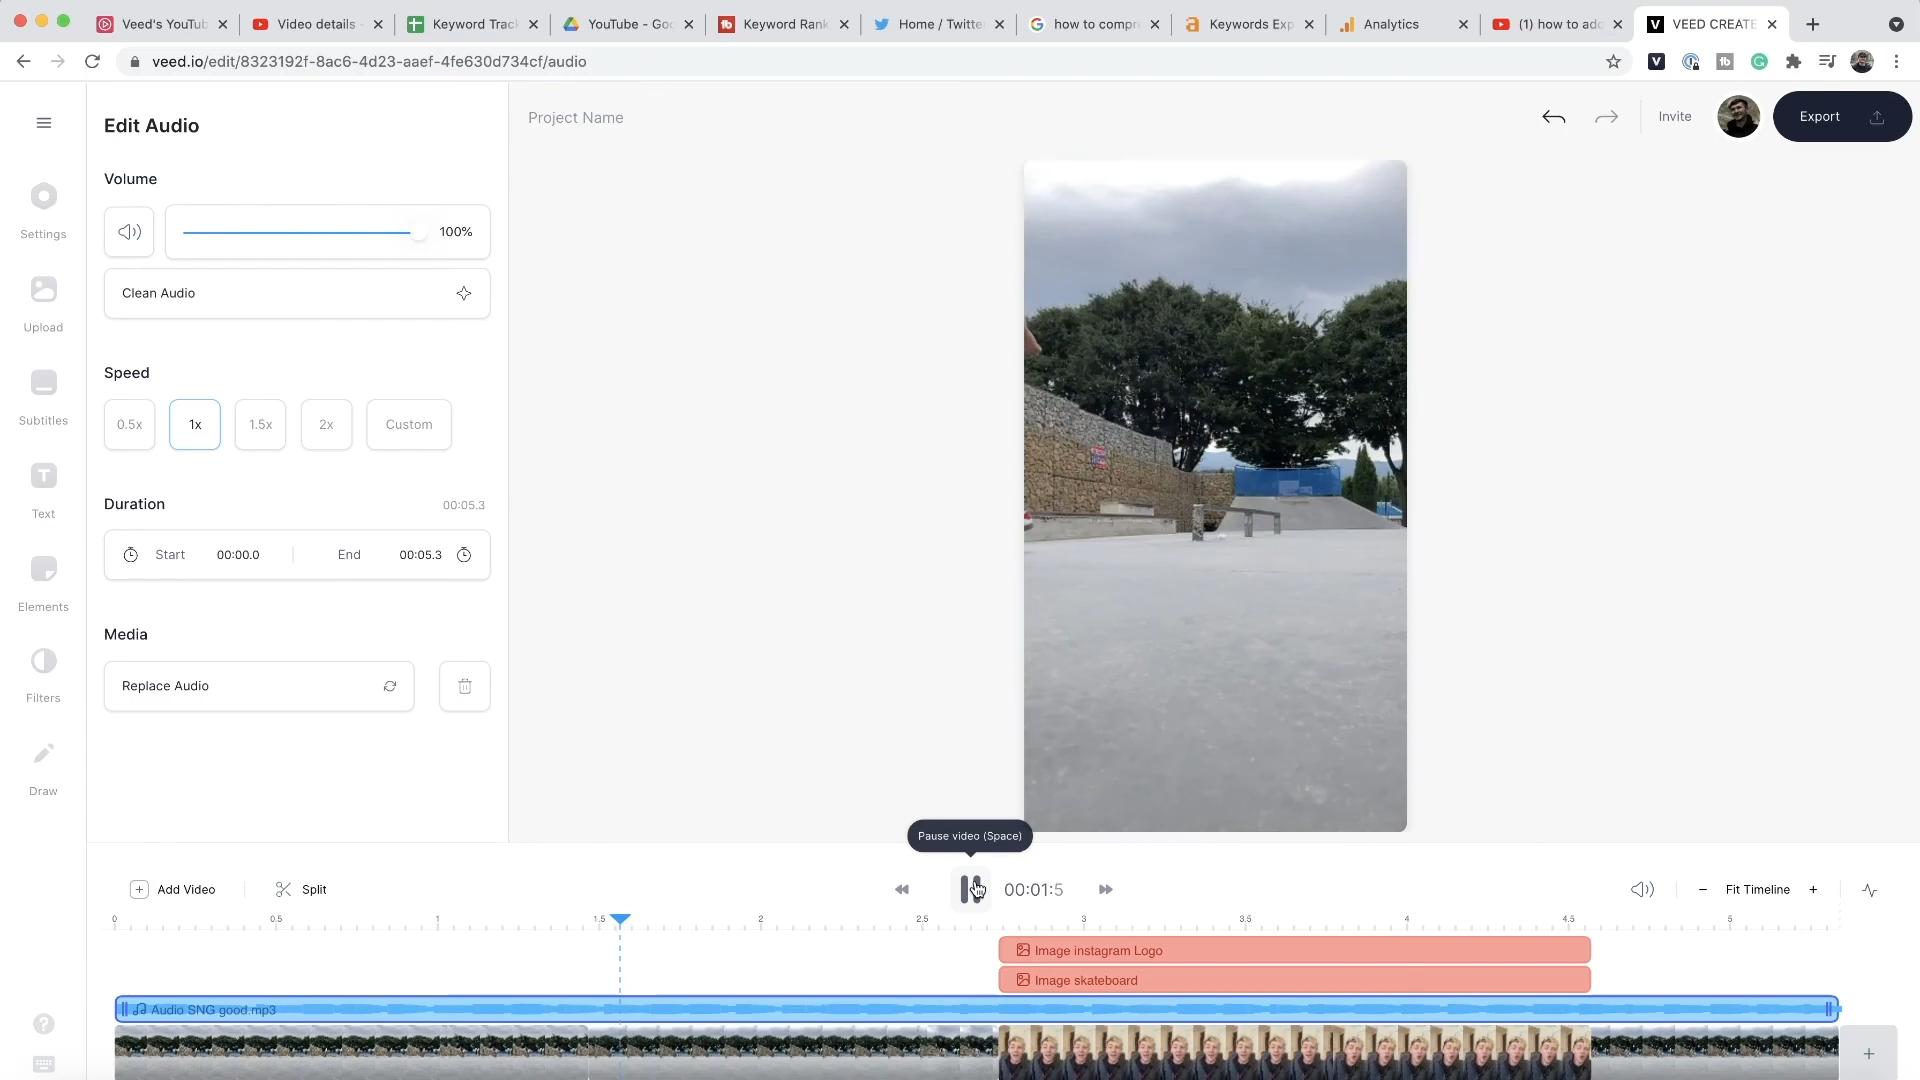 Veed's YouTub
Video details -
Keyword Track
YouTube - Goo
Keyword Rank
Home / Twitte
how to compre
Keywords Exp
Analytics
(1) how to add
VEED CREATE
veed.io/edit/8323192f-8ac6-4d23-aaef-4fe630d734cf/audio
Edit Audio
Project Name
Invite
Export
Settings
Upload
Subtitles
Text
Elements
Filters
Draw
Volume
100%
Clean Audio
Speed
0.5x 1x 1.5x 2x Custom
Duration 00:05.3
Start 00:00.0 End 00:05.3
Media
Replace Audio
Pause video (Space)
Add Video
Split
00:01:5
Fit Timeline
0 0.5 1 1.5 2 2.5 3 3.5 4 4.5 5
Image instagram Logo
Image skateboard
Audio SNG good.mp3